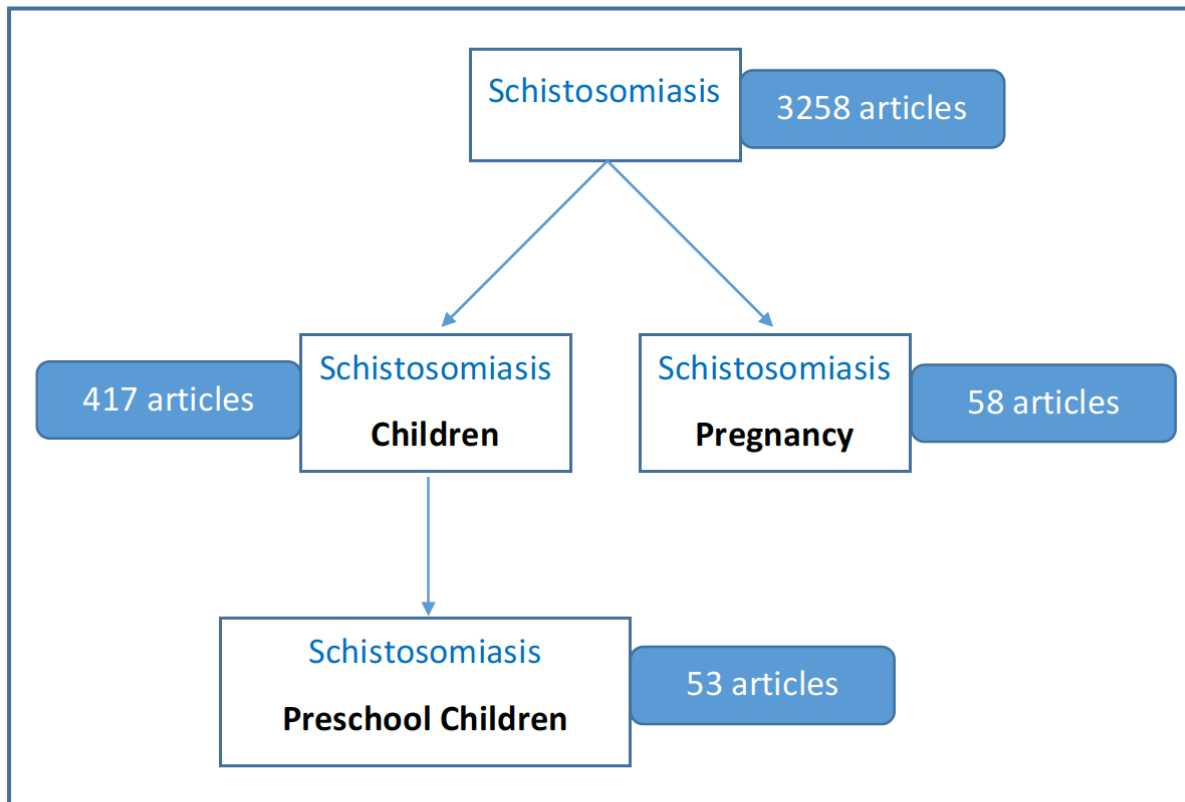 Schistosomiasis
3258 articles
417 articles
Schistosomiasis
Children
Schistosomiasis
Pregnancy
58 articles
Schistosomiasis
Preschool Children
53 articles